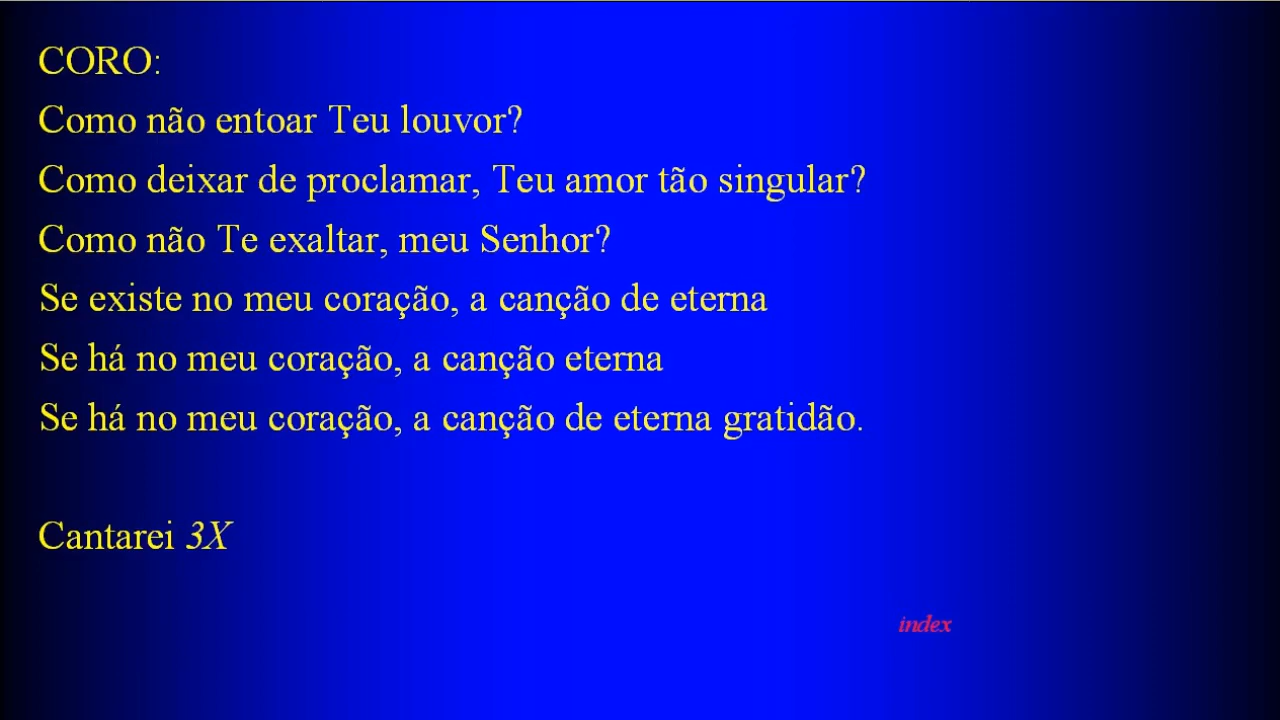 CORO:
Como não entoar Teu louvor?
Como deixar de proclamar, Teu amor tão singular?
Como não Te exaltar, meu Senhor?
Se existe no meu coração, a canção de eterna
Se há no meu coração, a canção eterna
Se há no meu coração, a canção de eterna gratidão.
Cantarei 3X
index